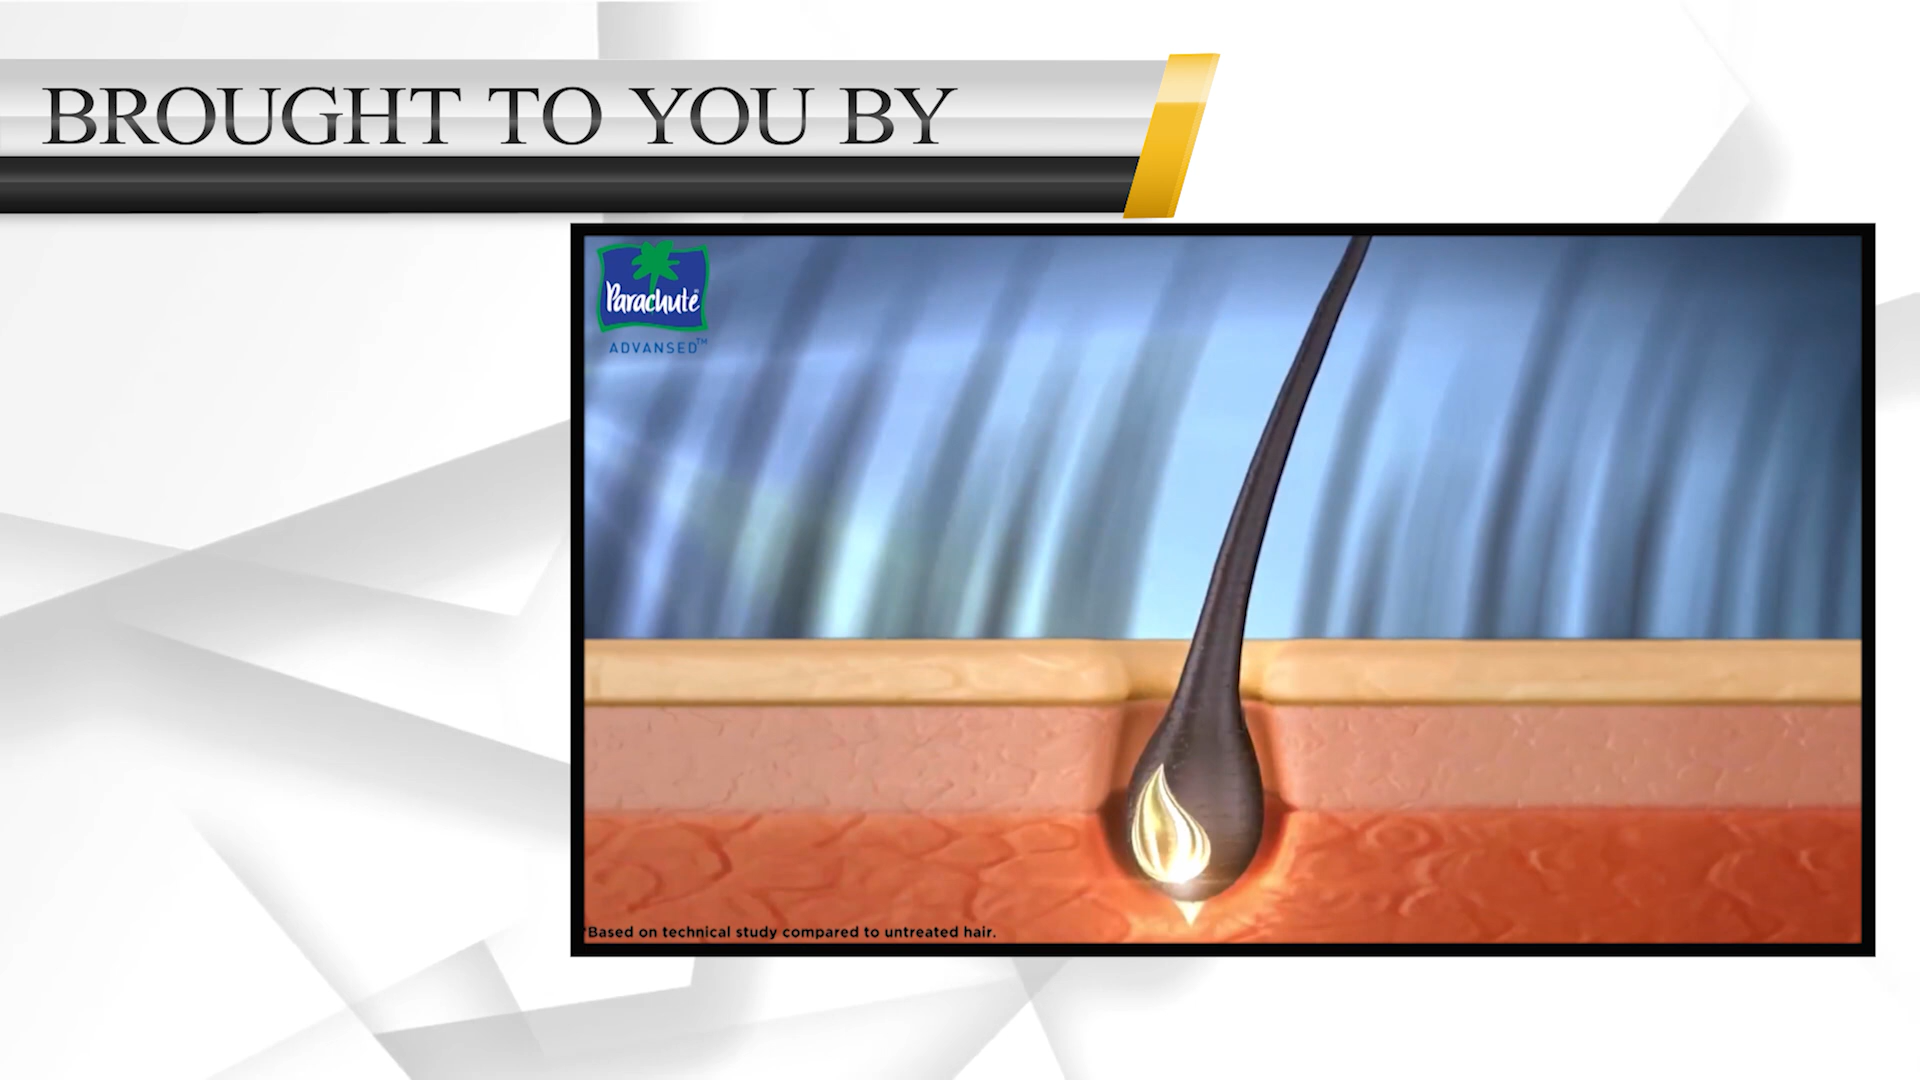 BROUGHT TO YOU BY
Parachute
ADVANSED™
*Based on technical study compared to untreated hair.